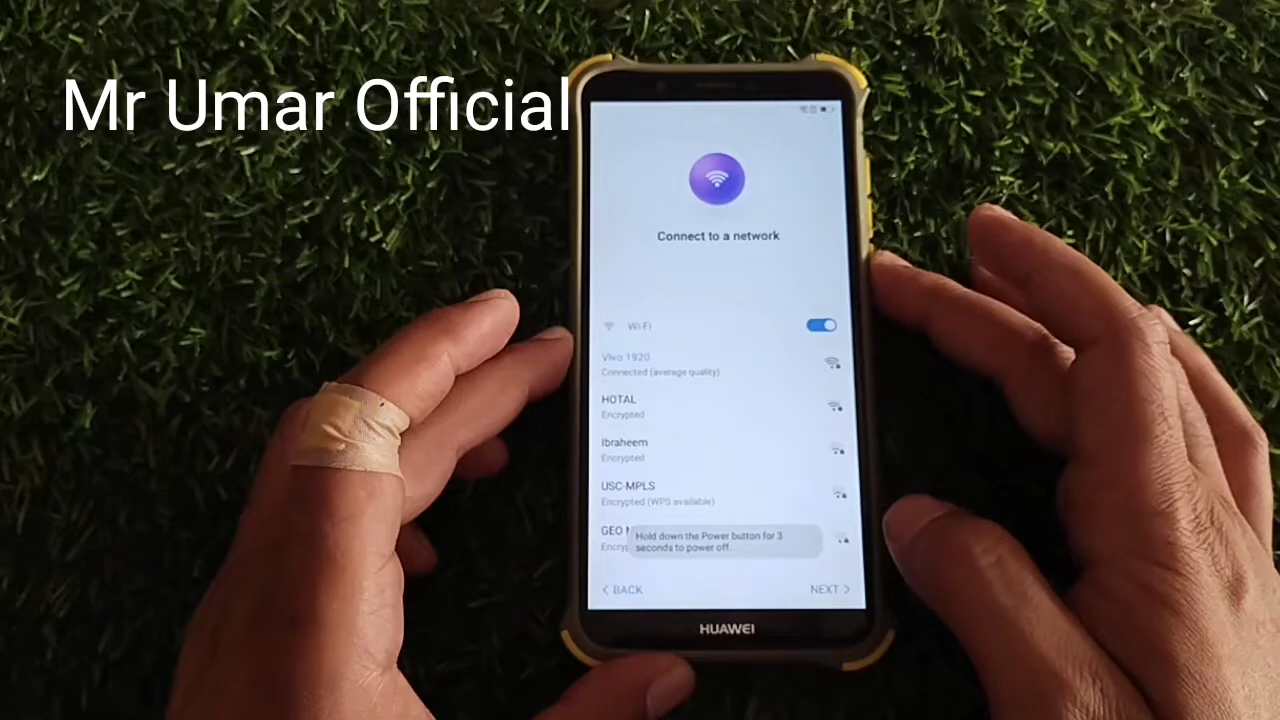 Mr Umar Official
Connect to a network
Wi-Fi
Vivo 1920
Connected (average quality)
HOTAL
Encrypted
Ibraheem
Encrypted
USC-MPLS
Encrypted (WPS available)
GEO
Hold down the Power button for 3
seconds to power off.
BACK
NEXT
HUAWEI